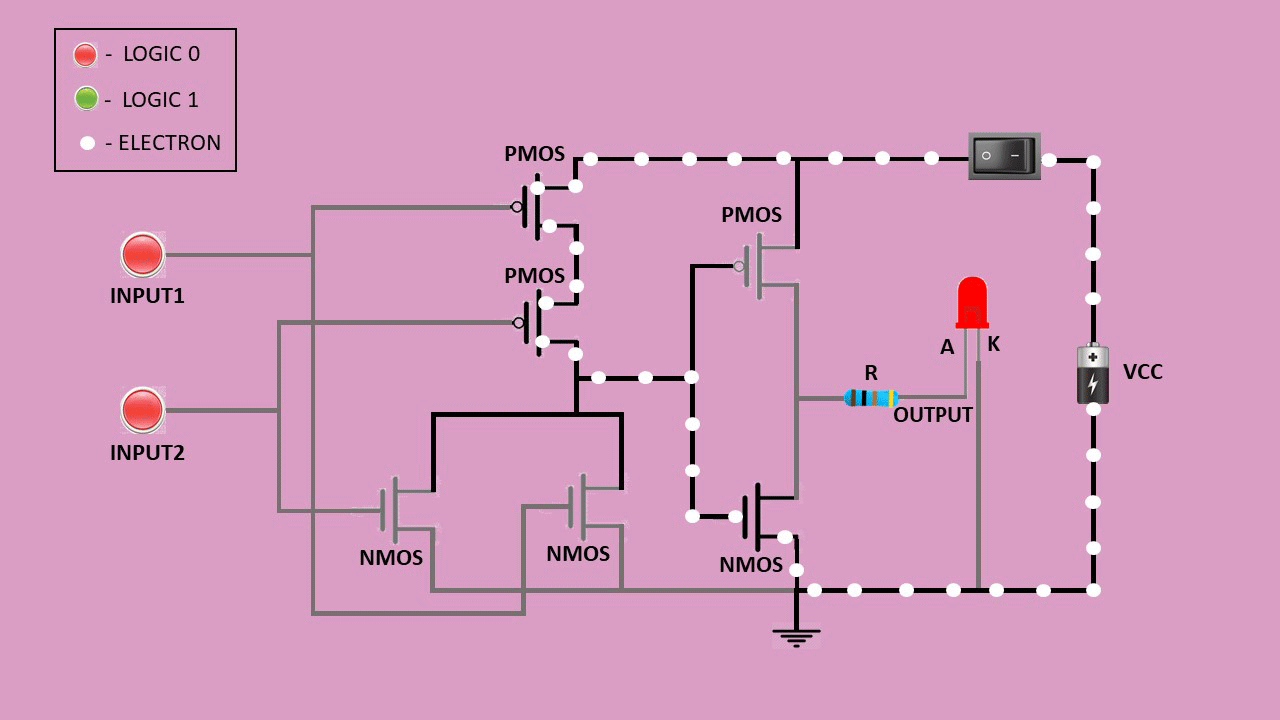 - LOGIC 0
- LOGIC 1
- ELECTRON
PMOS
PMOS
PMOS
INPUT1
INPUT2
A
K
R
OUTPUT
VCC
NMOS
NMOS
NMOS